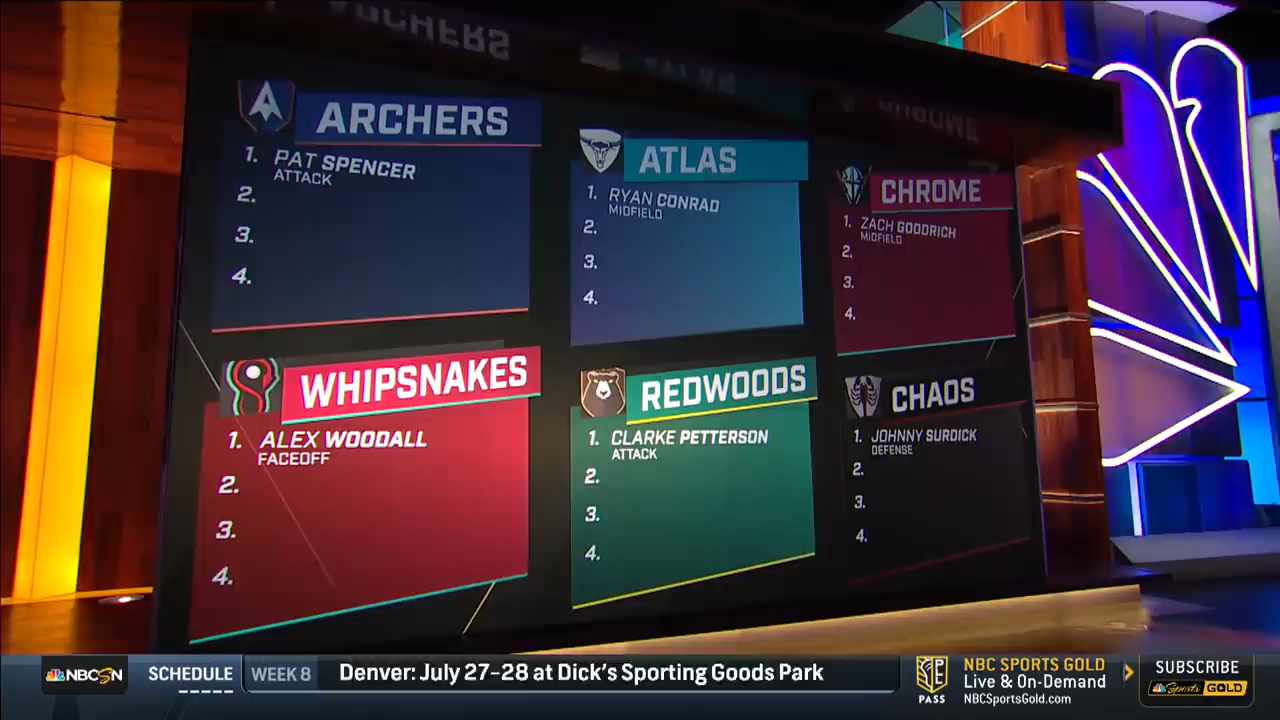 ARCHERS
1. PAT SPENCER
ATTACK
2.
3.
4.
ATLAS
1. RYAN CONRAD
MIDFIELD
2.
3.
4.
CHROME
1. ZACH GOODRICH
MIDFIELD
2.
3.
4.
WHIPSNAKES
1. ALEX WOODALL
FACEOFF
2.
3.
4.
REDWOODS
1. CLARKE PETTERSON
ATTACK
2.
3.
4.
CHAOS
1. JOHNNY SURDICK
DEFENSE
2.
3.
4.
NBCSN
SCHEDULE
WEEK 8
Denver: July 27-28 at Dick's Sporting Goods Park
PASS
NBC SPORTS GOLD
Live & On-Demand
NBCSportsGold.com
SUBSCRIBE
Sports GOLD